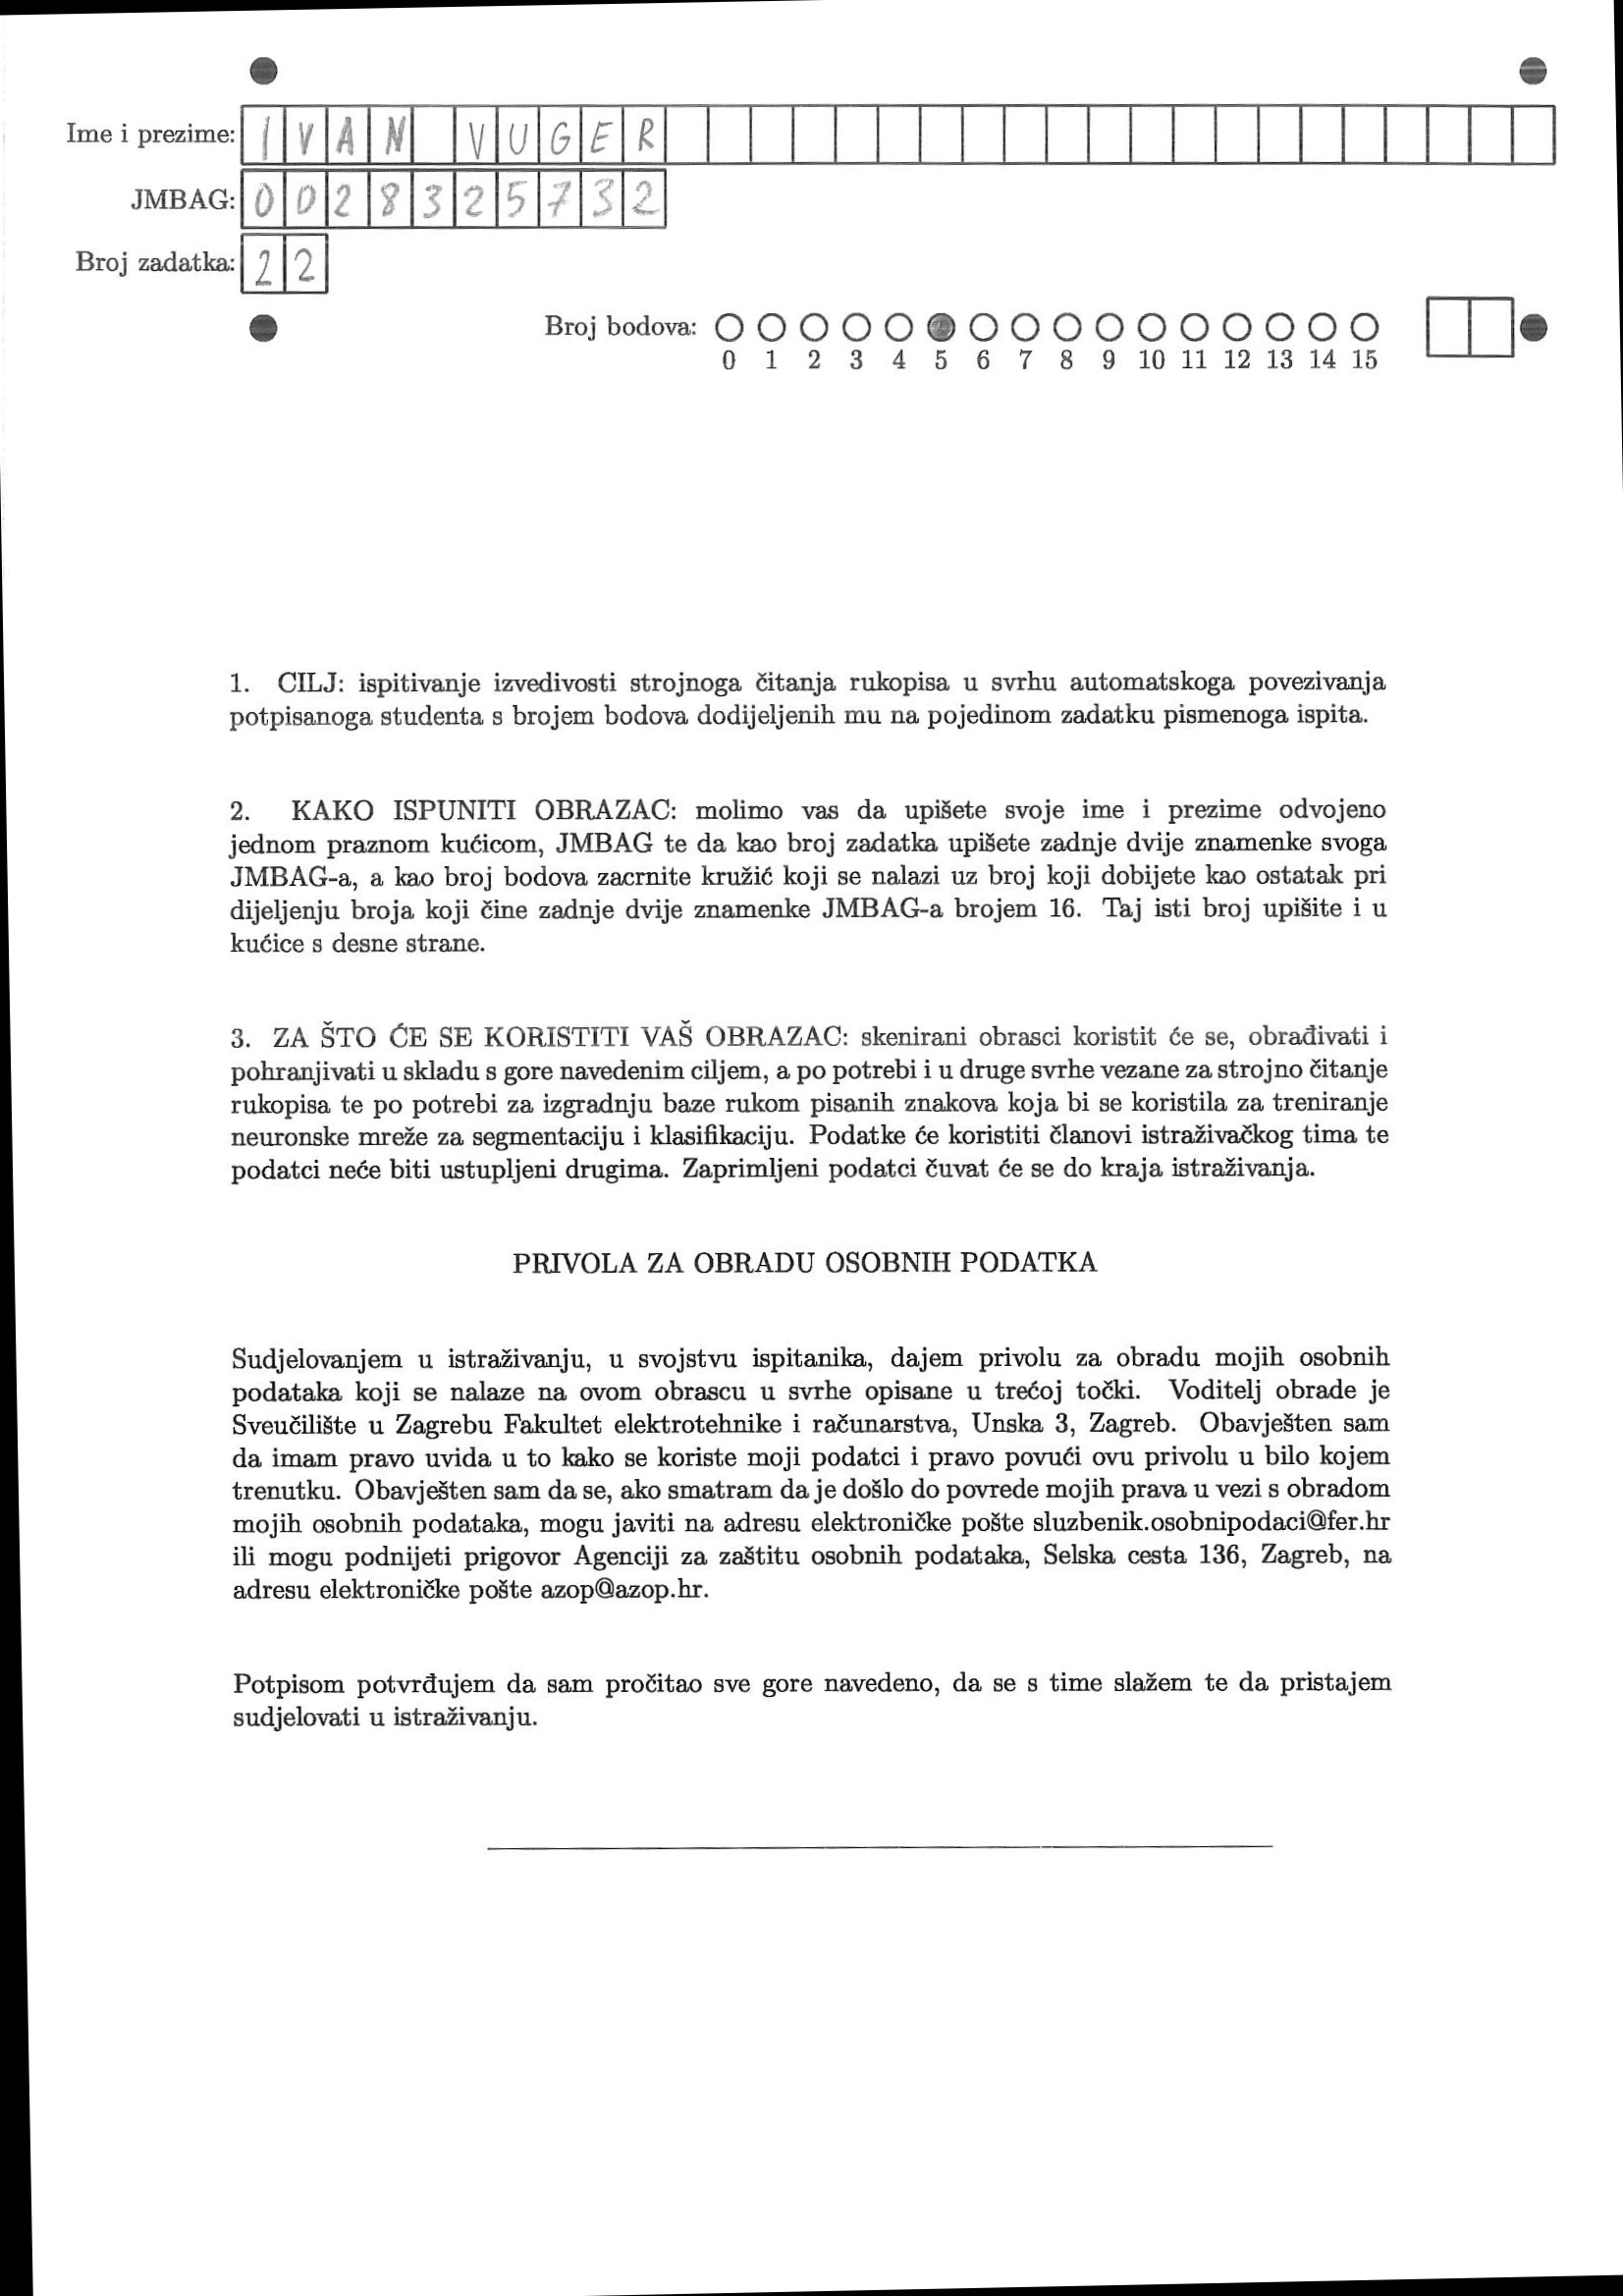 Ime i prezime: IVAN VUGER
JMBAG: 0028325732
Broj zadatka: 22
Broj bodova:
0 1 2 3 4 5 6 7 8 9 10 11 12 13 14 15
1. CILJ: ispitivanje izvedivosti strojnoga čitanja rukopisa u svrhu automatskoga povezivanja
potpisanoga studenta s brojem bodova dodijeljenih mu na pojedinom zadatku pismenoga ispita.
2. KAKO ISPUNITI OBRAZAC: molimo vas da upišete svoje ime i prezime odvojeno
jednom praznom kućicom, JMBAG te da kao broj zadatka upišete zadnje dvije znamenke svoga
JMBAG-a, a kao broj bodova zacrnite kružić koji se nalazi uz broj koji dobijete kao ostatak pri
dijeljenju broja koji čine zadnje dvije znamenke JMBAG-a brojem 16. Taj isti broj upišite i u
kućice s desne strane.
3. ZA ŠTO ĆE SE KORISTITI VAŠ OBRAZAC: skenirani obrasci koristit će se, obrađivati i
pohranjivati u skladu s gore navedenim ciljem, a po potrebi i u druge svrhe vezane za strojno čitanje
rukopisa te po potrebi za izgradnju baze rukom pisanih znakova koja bi se koristila za treniranje
neuronske mreže za segmentaciju i klasifikaciju. Podatke će koristiti članovi istraživačkog tima te
podatci neće biti ustupljeni drugima. Zaprimljeni podatci čuvat će se do kraja istraživanja.
PRIVOLA ZA OBRADU OSOBNIH PODATKA
Sudjelovanjem u istraživanju, u svojstvu ispitanika, dajem privolu za obradu mojih osobnih
podataka koji se nalaze na ovom obrascu u svrhe opisane u trećoj točki. Voditelj obrade je
Sveučilište u Zagrebu Fakultet elektrotehnike i računarstva, Unska 3, Zagreb. Obavješten sam
da imam pravo uvida u to kako se koriste moji podatci i pravo povući ovu privolu u bilo kojem
trenutku. Obavješten sam da se, ako smatram da je došlo do povrede mojih prava u vezi s obradom
mojih osobnih podataka, mogu javiti na adresu elektroničke pošte sluzbenik.osobnipodaci@fer.hr
ili mogu podnijeti prigovor Agenciji za zaštitu osobnih podataka, Selska cesta 136, Zagreb, na
adresu elektroničke pošte azop@azop.hr.
Potpisom potvrđujem da sam pročitao sve gore navedeno, da se s time slažem te da pristajem
sudjelovati u istraživanju.